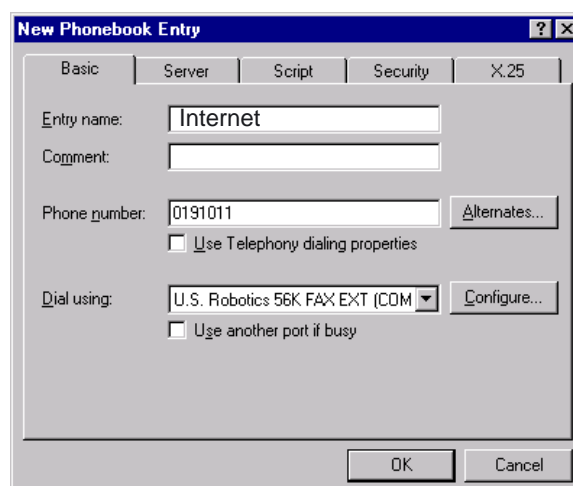 New Phonebook Entry
Basic Server Script Security X.25
Entry name: Internet
Comment:
Phone number: 0191011 Alternates...
Use Telephony dialing properties
Dial using: U.S. Robotics 56K FAX EXT (COM Configure...
Use another port if busy
OK Cancel